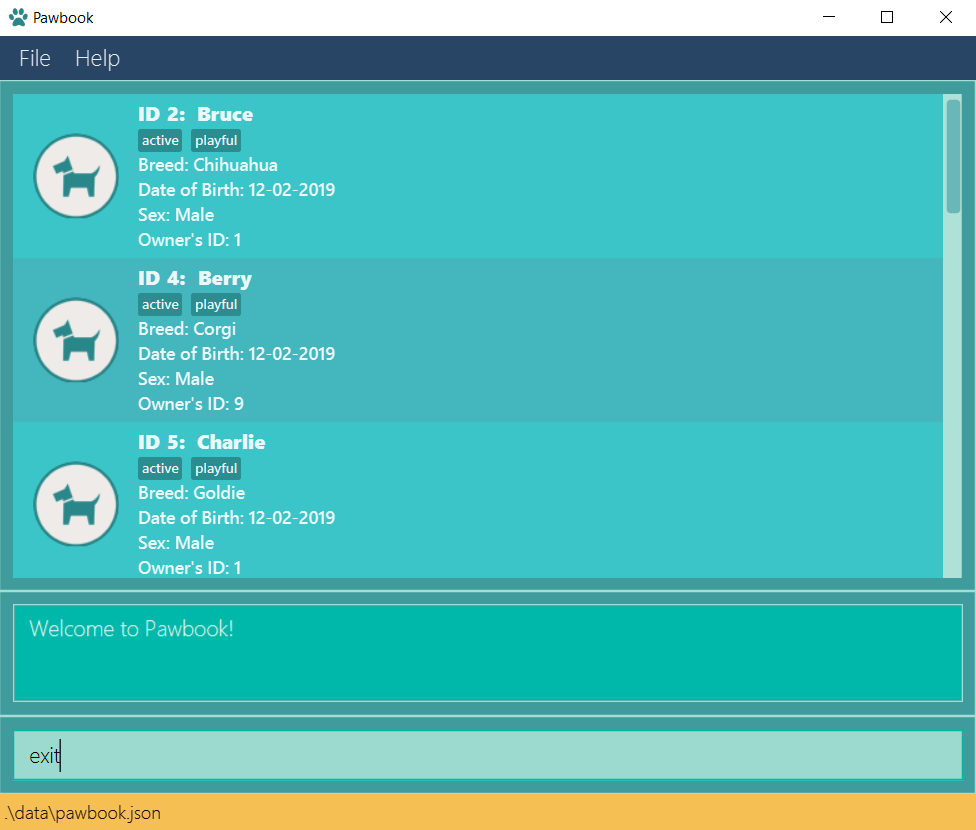 Pawbook
File Help
ID 2: Bruce
active playful
Breed: Chihuahua
Date of Birth: 12-02-2019
Sex: Male
Owner's ID: 1
ID 4: Berry
active playful
Breed: Corgi
Date of Birth: 12-02-2019
Sex: Male
Owner's ID: 9
ID 5: Charlie
active playful
Breed: Goldie
Date of Birth: 12-02-2019
Sex: Male
Owner's ID: 1
Welcome to Pawbook!
exit
.\data\pawbook.json